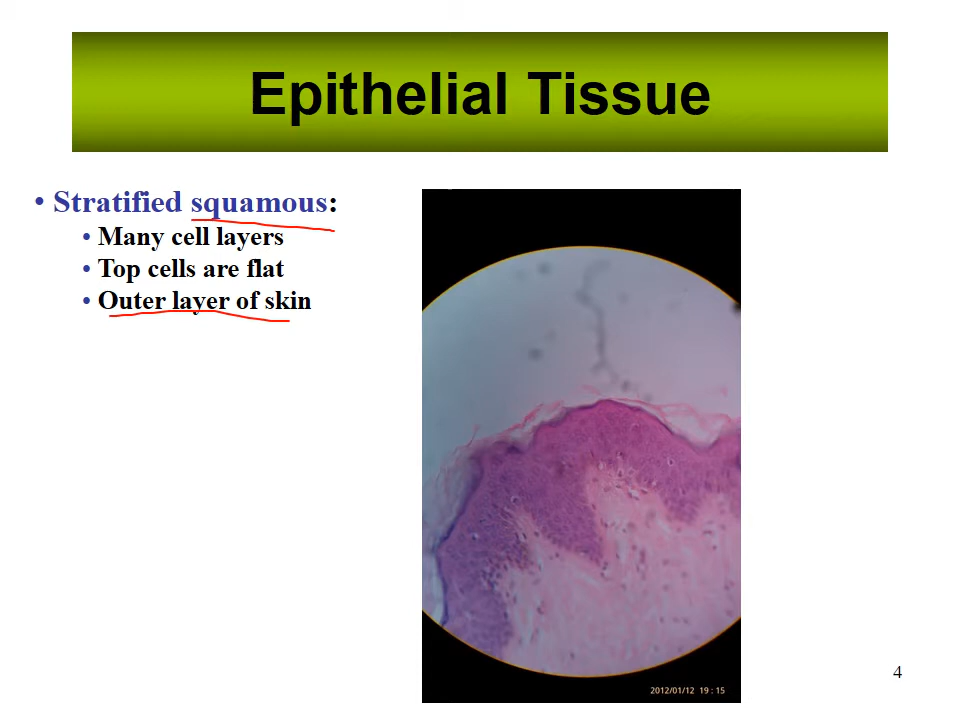 Epithelial Tissue
• Stratified squamous:
• Many cell layers
• Top cells are flat
• Outer layer of skin
2012/01/12 19:15
4